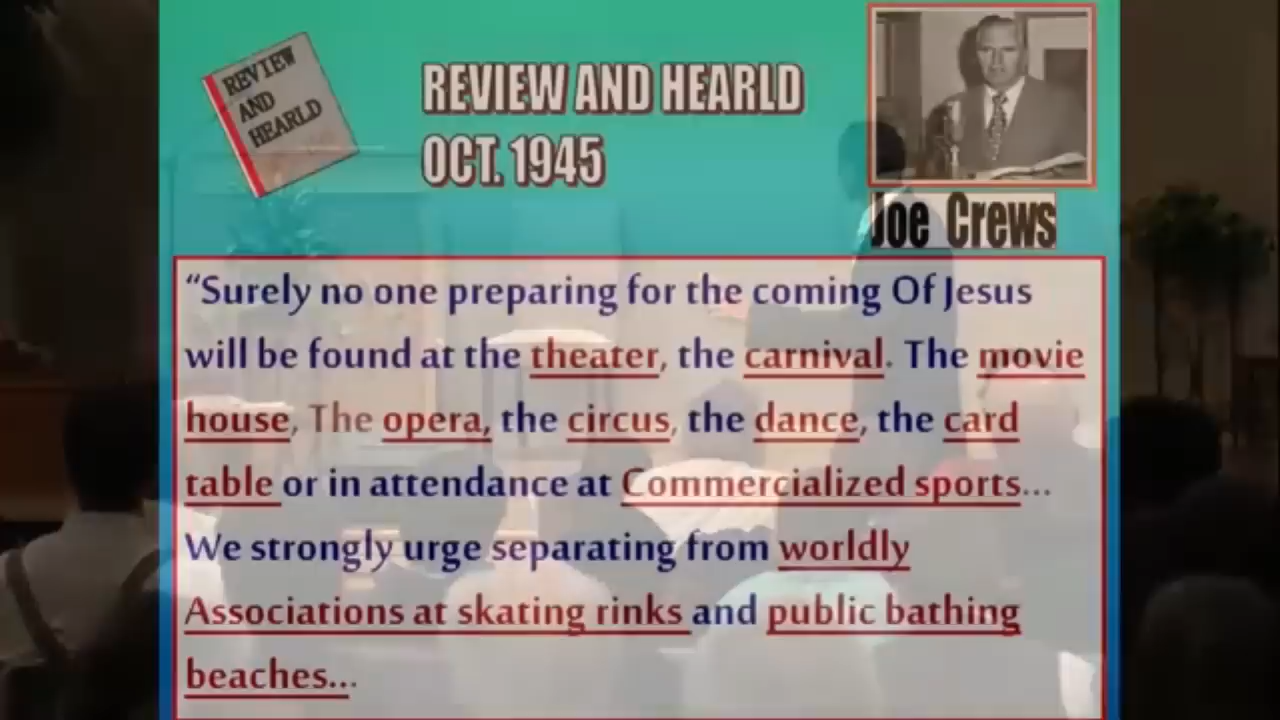 REVIEW
AND
HEARLD
REVIEW AND HEARLD
OCT. 1945
Joe Crews
“Surely no one preparing for the coming Of Jesus
will be found at the theater, the carnival. The movie
house, The opera, the circus, the dance, the card
table or in attendance at Commercialized sports...
We strongly urge separating from worldly
Associations at skating rinks and public bathing
beaches...